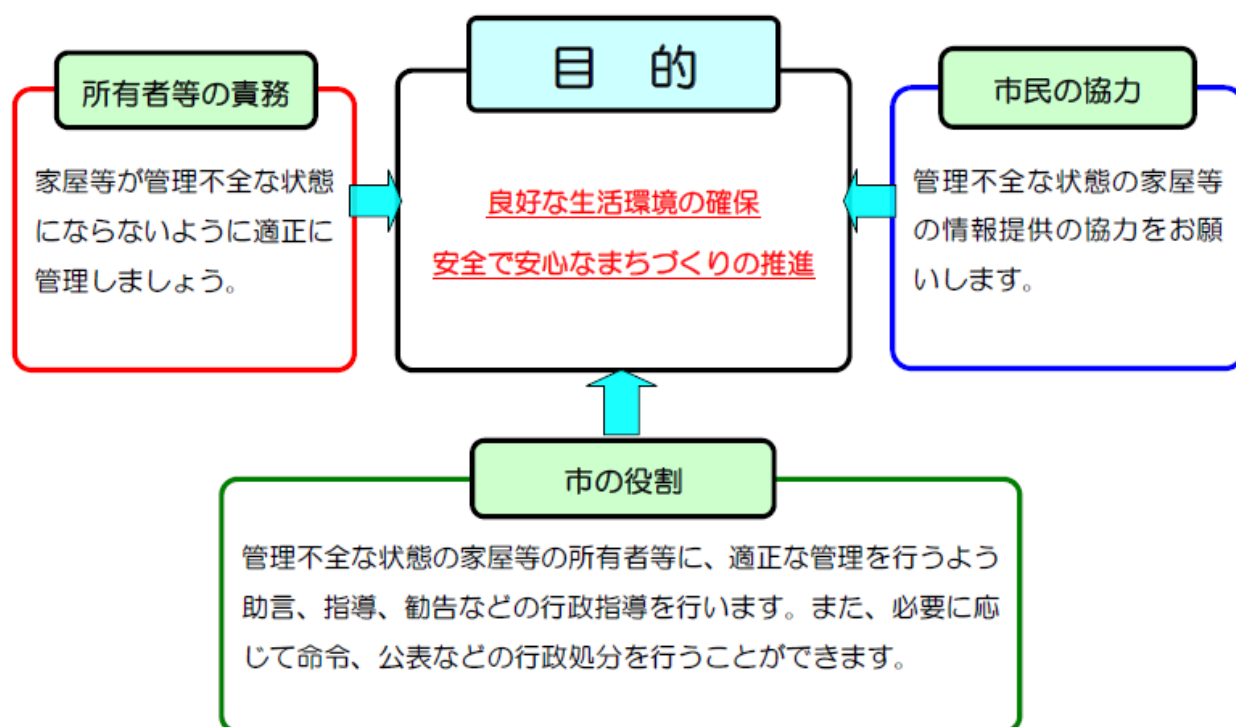 目　的
良好な生活環境の確保
安全で安心なまちづくりの推進
所有者等の責務
家屋等が管理不全な状態
にならないように適正に
管理しましょう。
市民の協力
管理不全な状態の家屋等
の情報提供の協力をお願
いします。
市の役割
管理不全な状態の家屋等の所有者等に、適正な管理を行うよう
助言、指導、勧告などの行政指導を行います。また、必要に応
じて命令、公表などの行政処分を行うことができます。